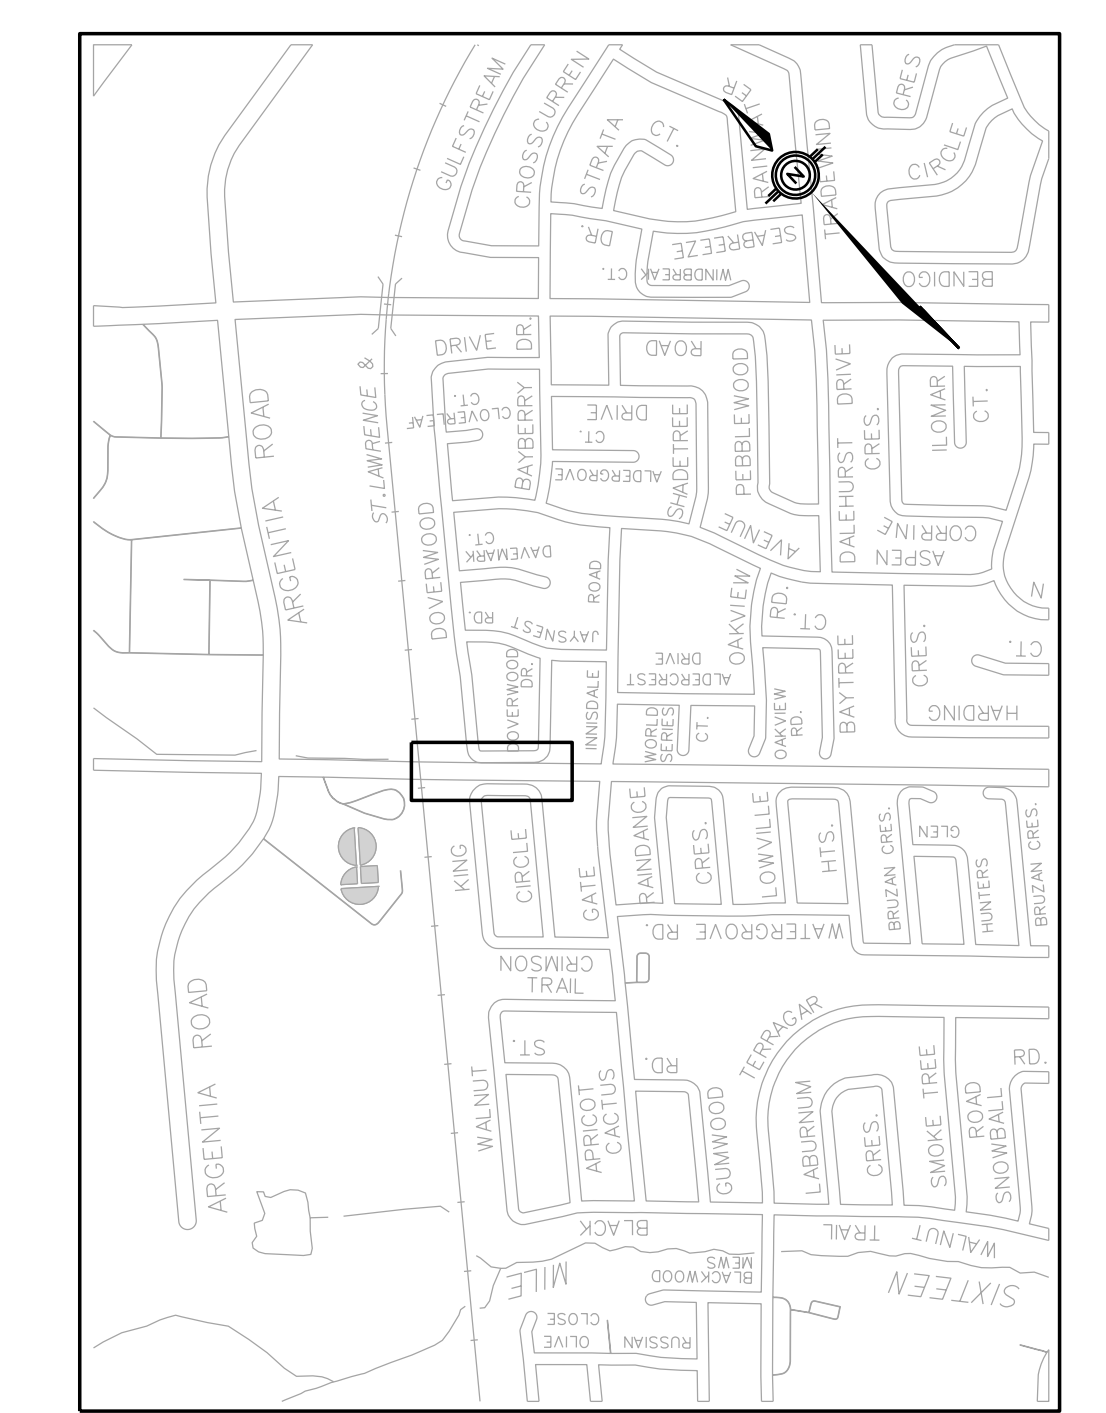 GULFSTREAM
CROSSCURREN
STRATA
CT.
RAINWATER
N
TRADEWIND
CRES
CIRCLE
DR.
SEABREEZE
WINDBREAK CT.
BENDIGO
DRIVE
DR.
ROAD
ST.LAWRENCE &
ARGENTIA ROAD
CLOVERLEAF
CT.
BAYBERRY
DRIVE
CT.
ALDERGROVE
SHADETREE
PEBBLEWOOD
DALEHURST DRIVE
CRES.
ILOMAR
CT.
CORRINE
ASPEN
AVENUE
DOVERWOOD
DAVEMARK
CT.
ROAD
JAYSNEST
RD.
OAKVIEW
RD.
CT.
BAYTREE
CRES.
N
CT.
HARDING
ALDERCREST
DRIVE
DOVERWOOD
DR.
INNISDALE
WORLD
SERIES
CT.
OAKVIEW
RD.
KING
CIRCLE
GATE
RAINDANCE
CRES.
LOWVILLE
HTS.
BRUZAN CRES.
GLEN
HUNTERS
BRUZAN CRES.
WATERGROVE RD.
CRIMSON
TRAIL
ARGENTIA ROAD
WALNUT
ST.
APRICOT
CACTUS
RD.
GUMWOOD
TERRAGAR
LABURNUM
CRES.
SMOKE TREE
ROAD
SNOWBALL
RD.
BLACK
WALNUT
TRAIL
SIXTEEN
MILE
BLACKWOOD
MEWS
RUSSIAN
OLIVE
CLOSE